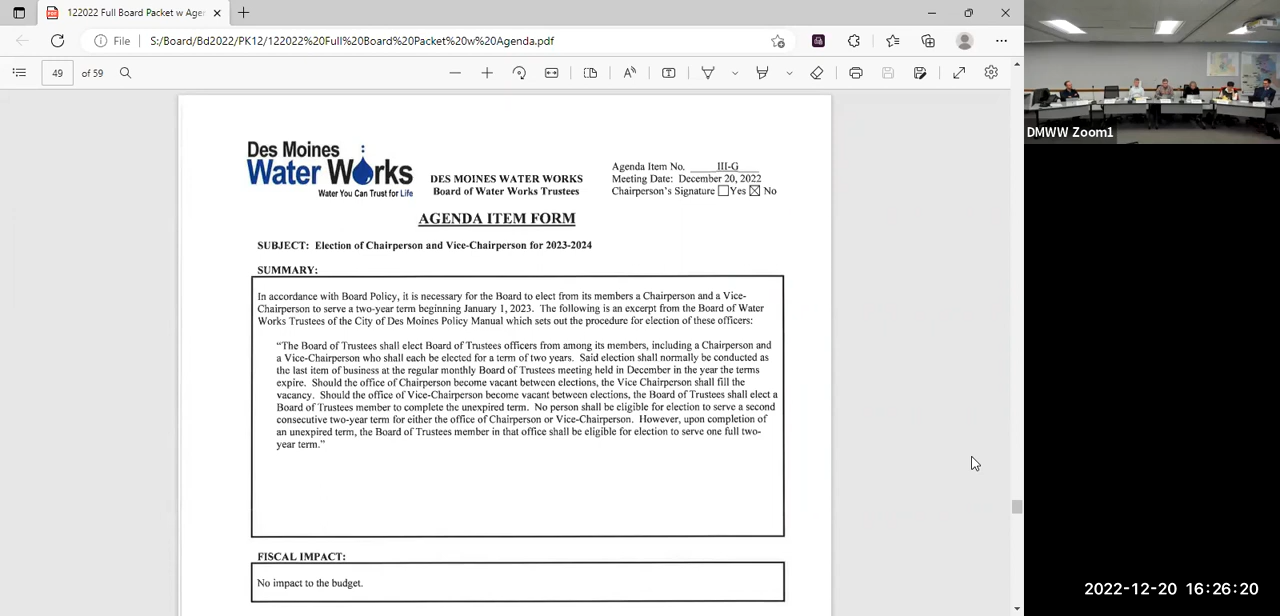 122022 Full Board Packet w Agen
File
S:/Board/Bd2022/PK12/122022%20Full%20Board%20Packet%20w%20Agenda.pdf
49 of 59
Des Moines
Water Works
Water You Can Trust for Life
DES MOINES WATER WORKS
Board of Water Works Trustees
Agenda Item No. III-G
Meeting Date: December 20, 2022
Chairperson's Signature ☐ Yes ☒ No
AGENDA ITEM FORM
SUBJECT: Election of Chairperson and Vice-Chairperson for 2023-2024
SUMMARY:
In accordance with Board Policy, it is necessary for the Board to elect from its members a Chairperson and a Vice-
Chairperson to serve a two-year term beginning January 1, 2023. The following is an excerpt from the Board of Water
Works Trustees of the City of Des Moines Policy Manual which sets out the procedure for election of these officers:
"The Board of Trustees shall elect Board of Trustees officers from among its members, including a Chairperson and
a Vice-Chairperson who shall each be elected for a term of two years. Said election shall normally be conducted as
the last item of business at the regular monthly Board of Trustees meeting held in December in the year the terms
expire. Should the office of Chairperson become vacant between elections, the Vice Chairperson shall fill the
vacancy. Should the office of Vice-Chairperson become vacant between elections, the Board of Trustees shall elect a
Board of Trustees member to complete the unexpired term. No person shall be eligible for election to serve a second
consecutive two-year term for either the office of Chairperson or Vice-Chairperson. However, upon completion of
an unexpired term, the Board of Trustees member in that office shall be eligible for election to serve one full two-
year term."
FISCAL IMPACT:
No impact to the budget.
DMWW Zoom1
2022-12-20 16:26:20